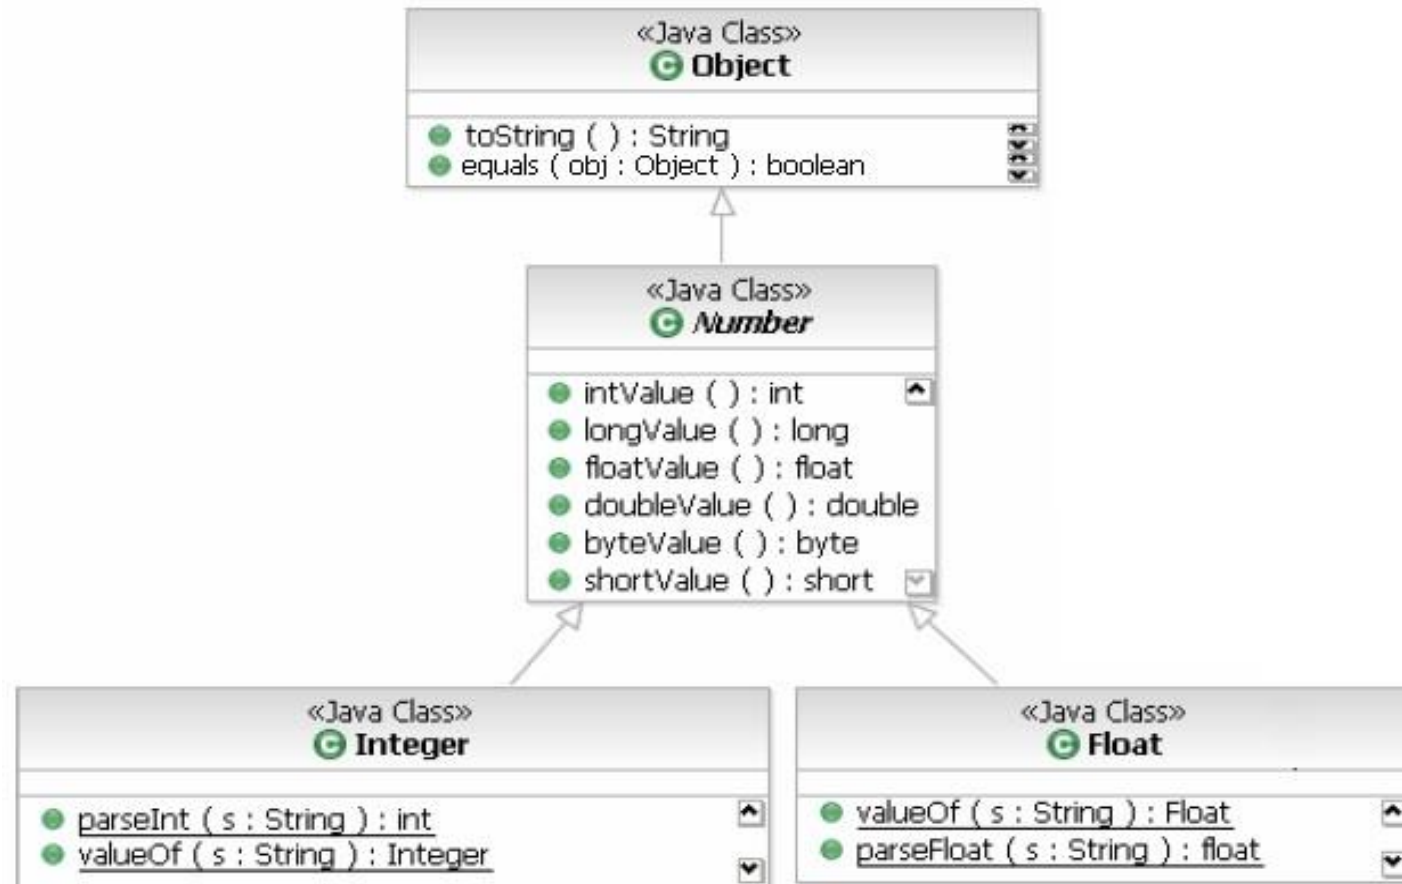 «Java Class»
C Object
toString ( ) : String
equals ( obj : Object ) : boolean
«Java Class»
C Number
intValue ( ) : int
longValue ( ) : long
floatValue ( ) : float
doubleValue ( ) : double
byteValue ( ) : byte
shortValue ( ) : short
«Java Class»
C Integer
parseInt ( s : String ) : int
valueOf ( s : String ) : Integer
«Java Class»
C Float
valueOf ( s : String ) : Float
parseFloat ( s : String ) : float